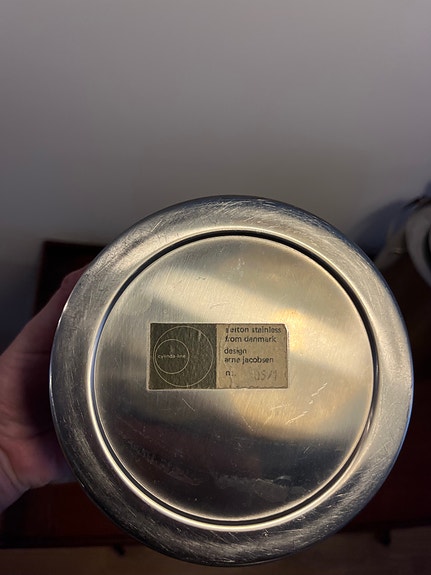 cylinda-line
stelton stainless
from denmark
design
arne jacobsen